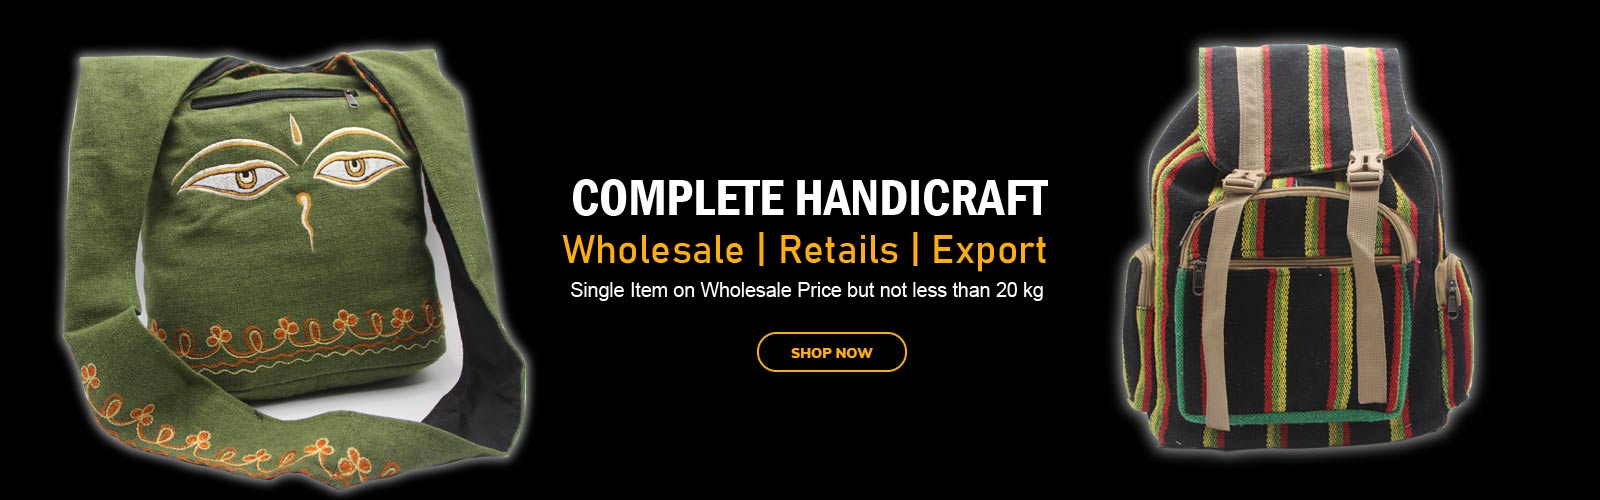 COMPLETE HANDICRAFT
Wholesale | Retails | Export
Single Item on Wholesale Price but not less than 20 kg
SHOP NOW